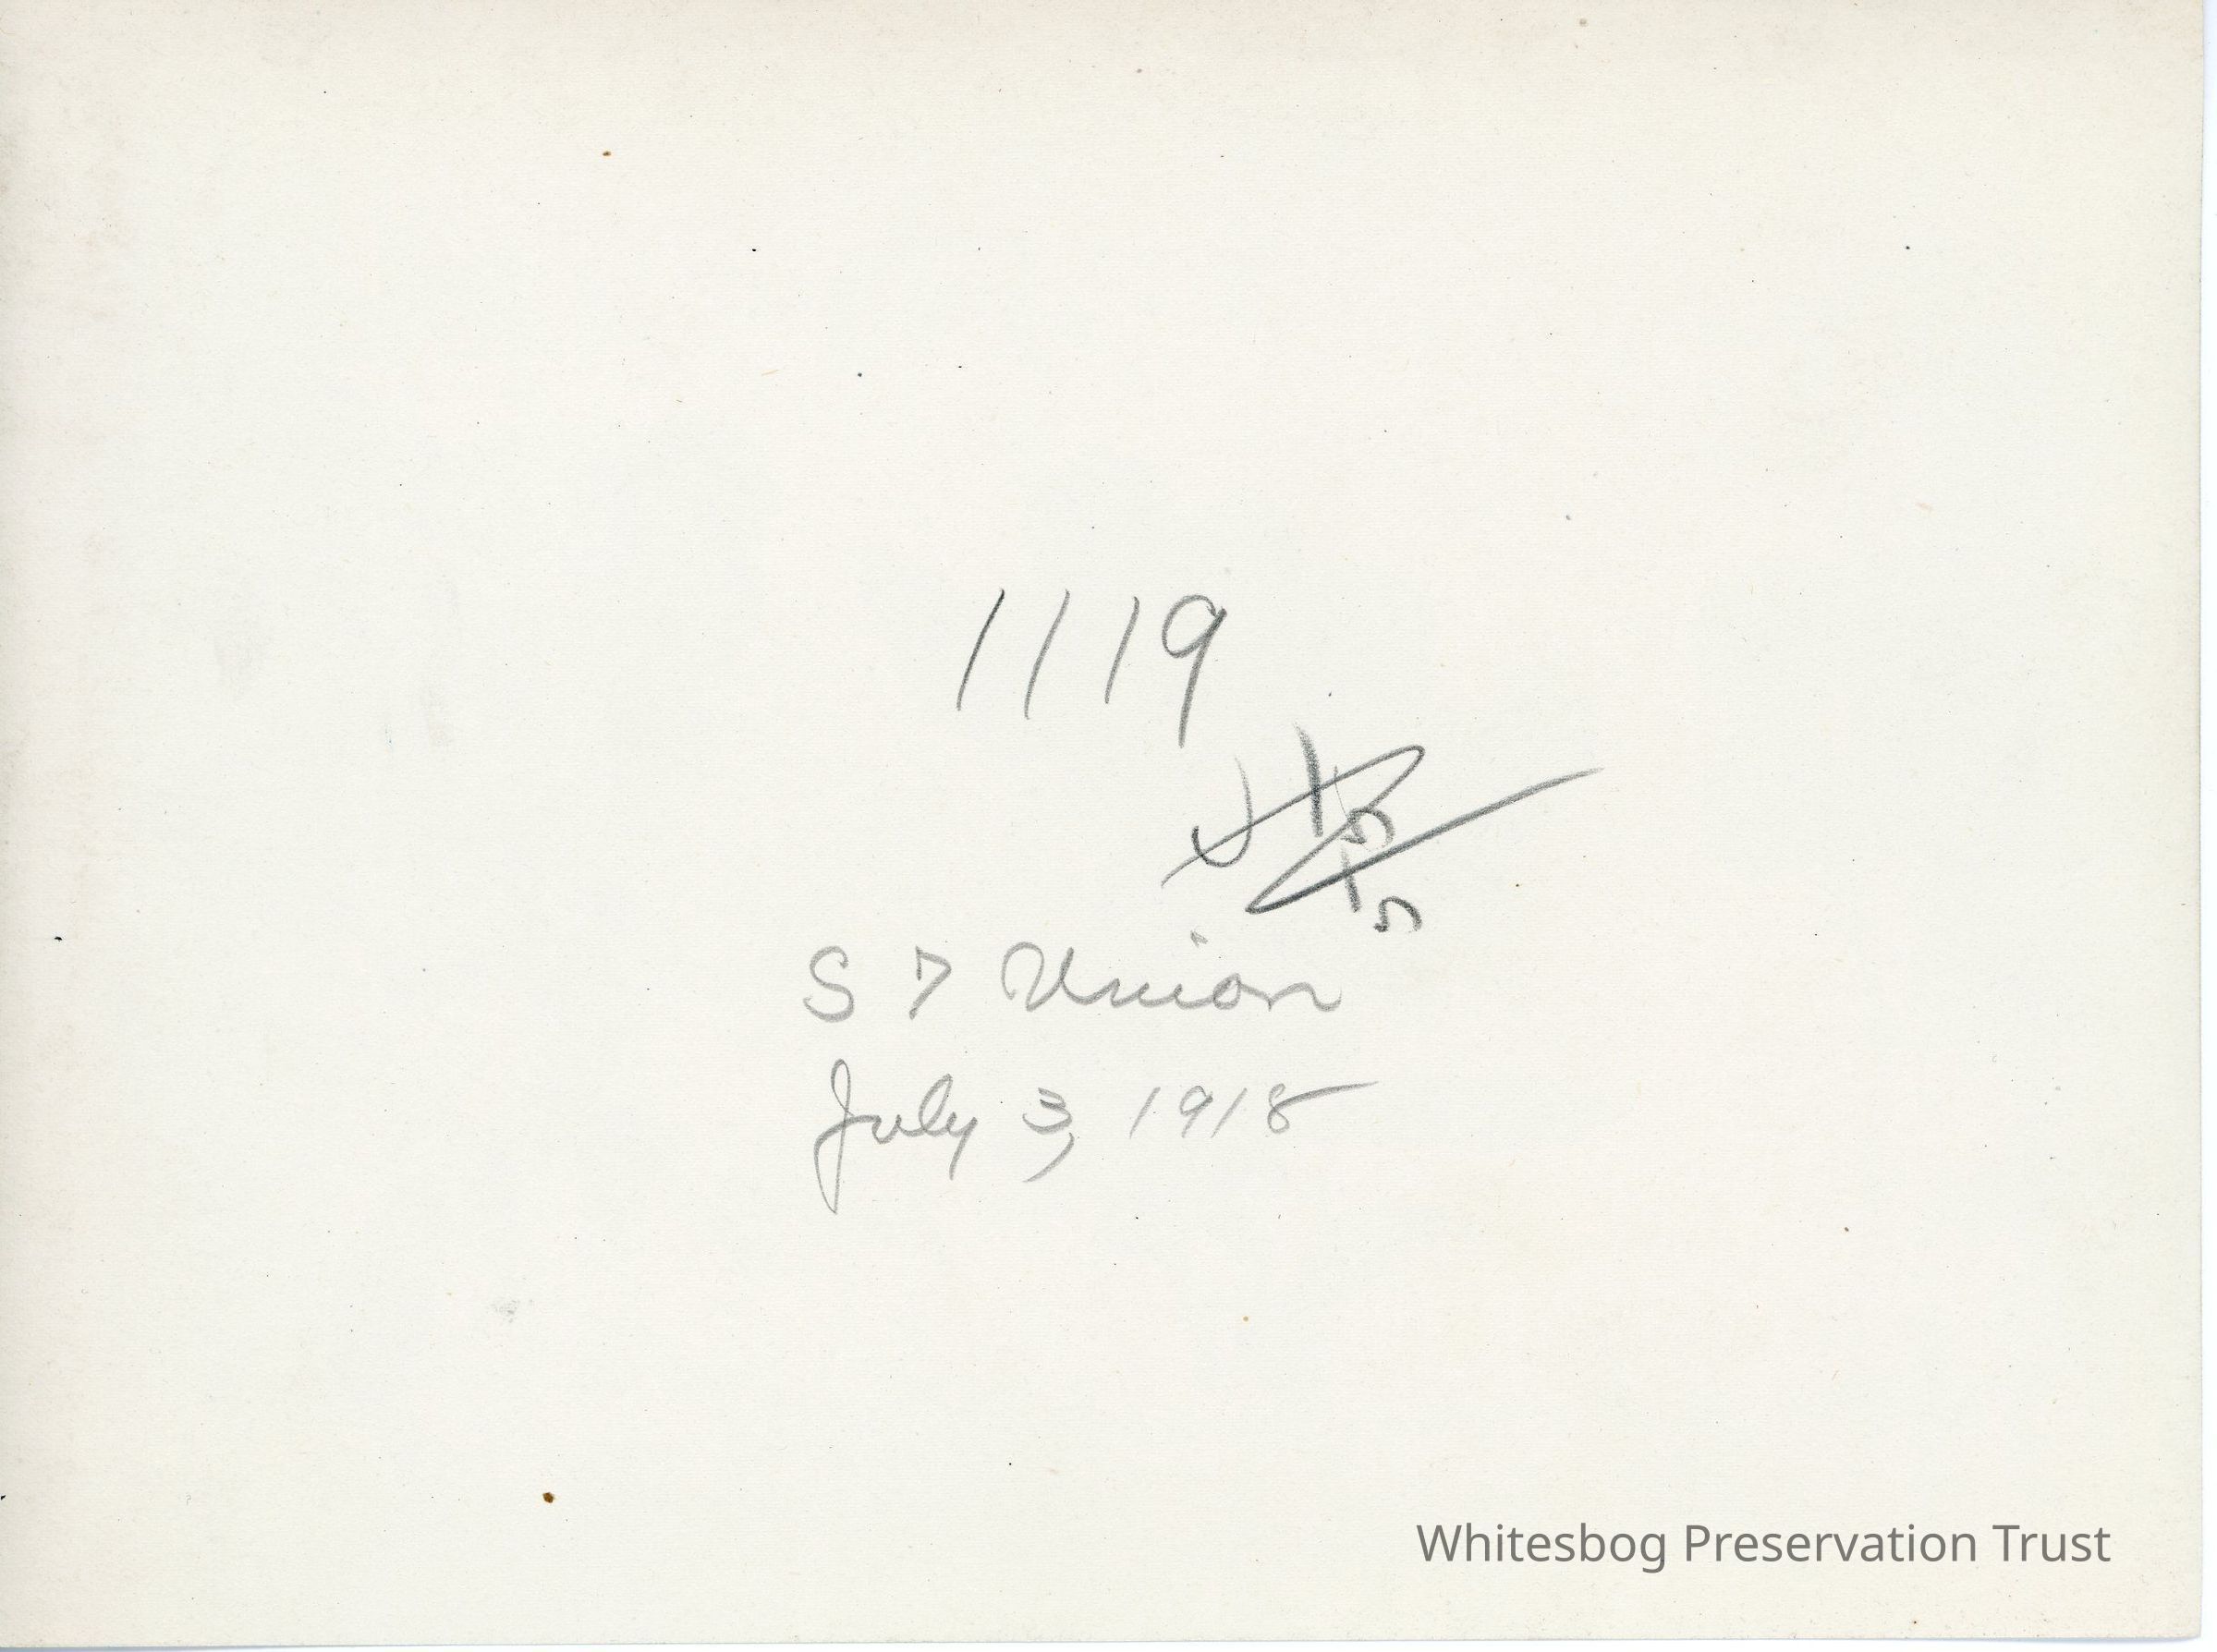 1119
S 7 Union
July 3, 1918
Whitesbog Preservation Trust